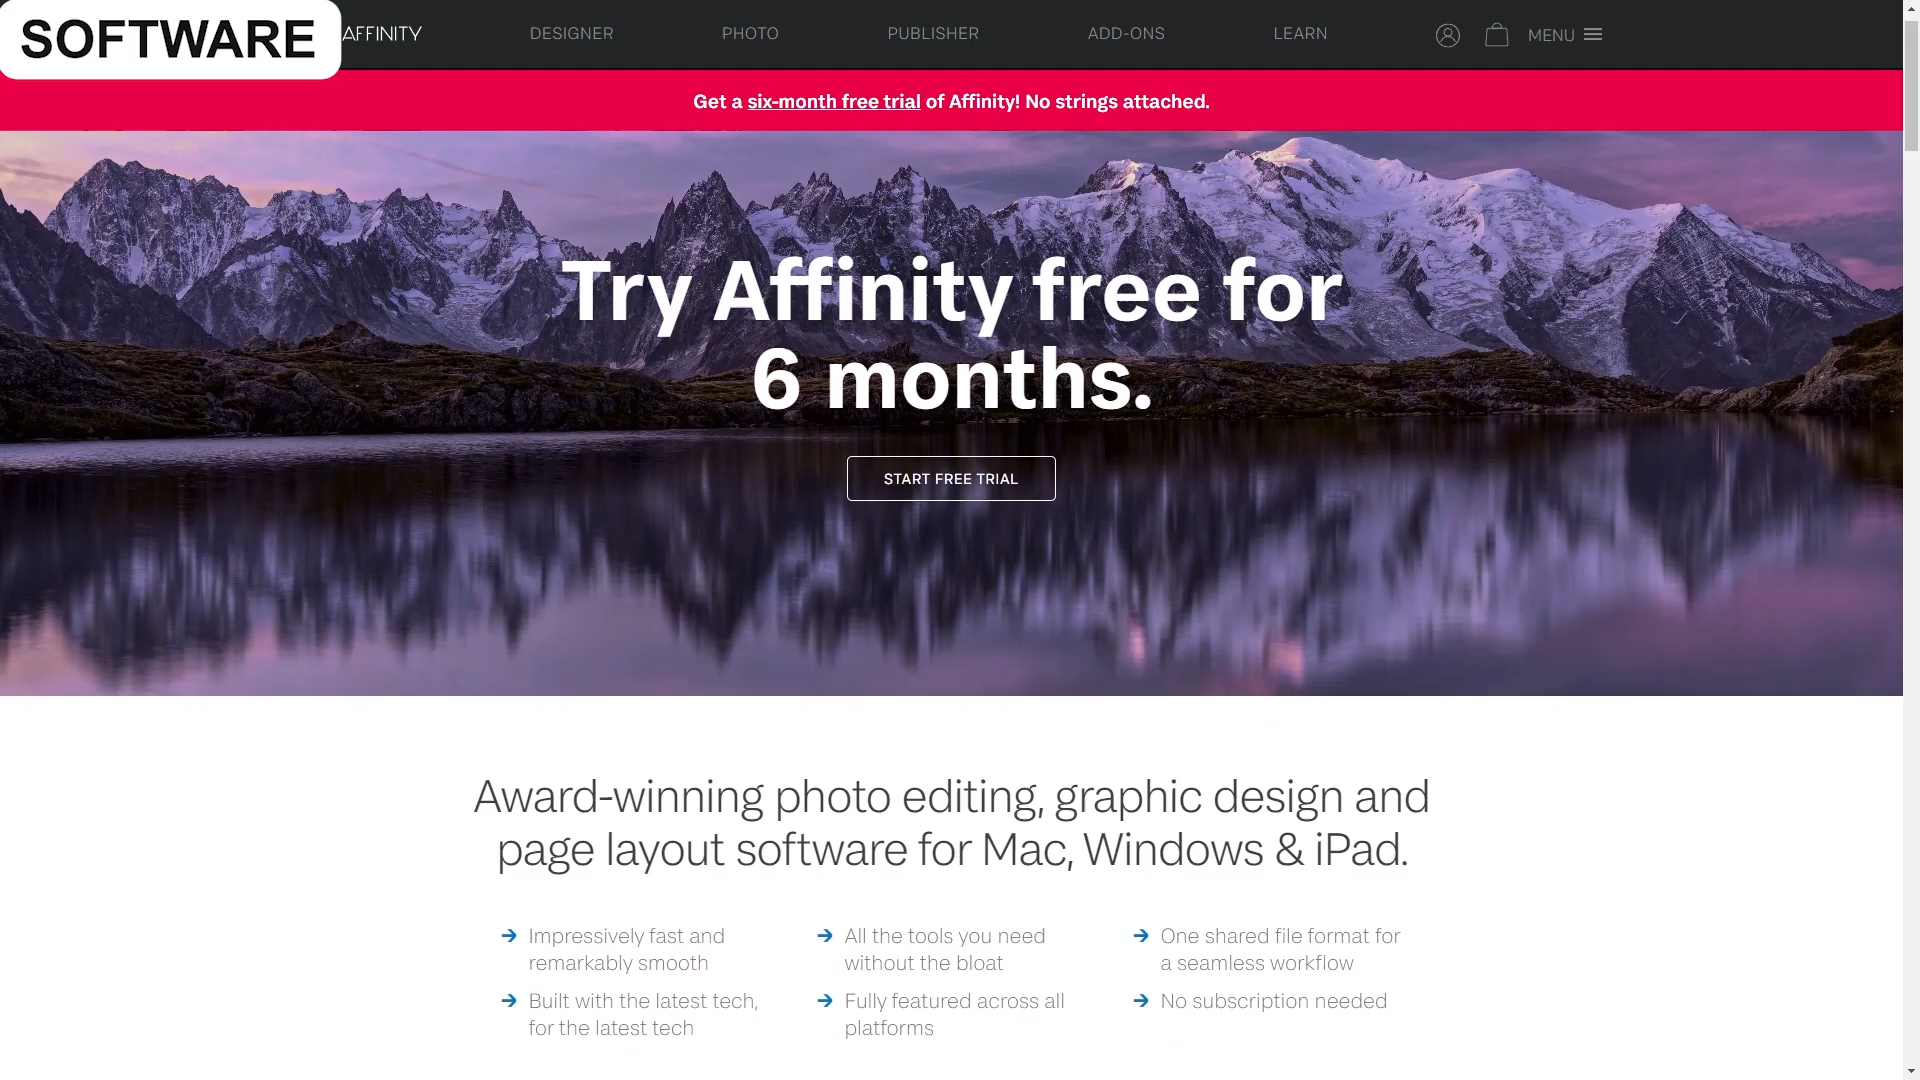 SOFTWARE
AFFINITY DESIGNER PHOTO PUBLISHER ADD-ONS LEARN MENU
Get a six-month free trial of Affinity! No strings attached.
Try Affinity free for
6 months.
START FREE TRIAL
Award-winning photo editing, graphic design and
page layout software for Mac, Windows & iPad.
Impressively fast and
remarkably smooth
All the tools you need
without the bloat
One shared file format for
a seamless workflow
Built with the latest tech,
for the latest tech
Fully featured across all
platforms
No subscription needed